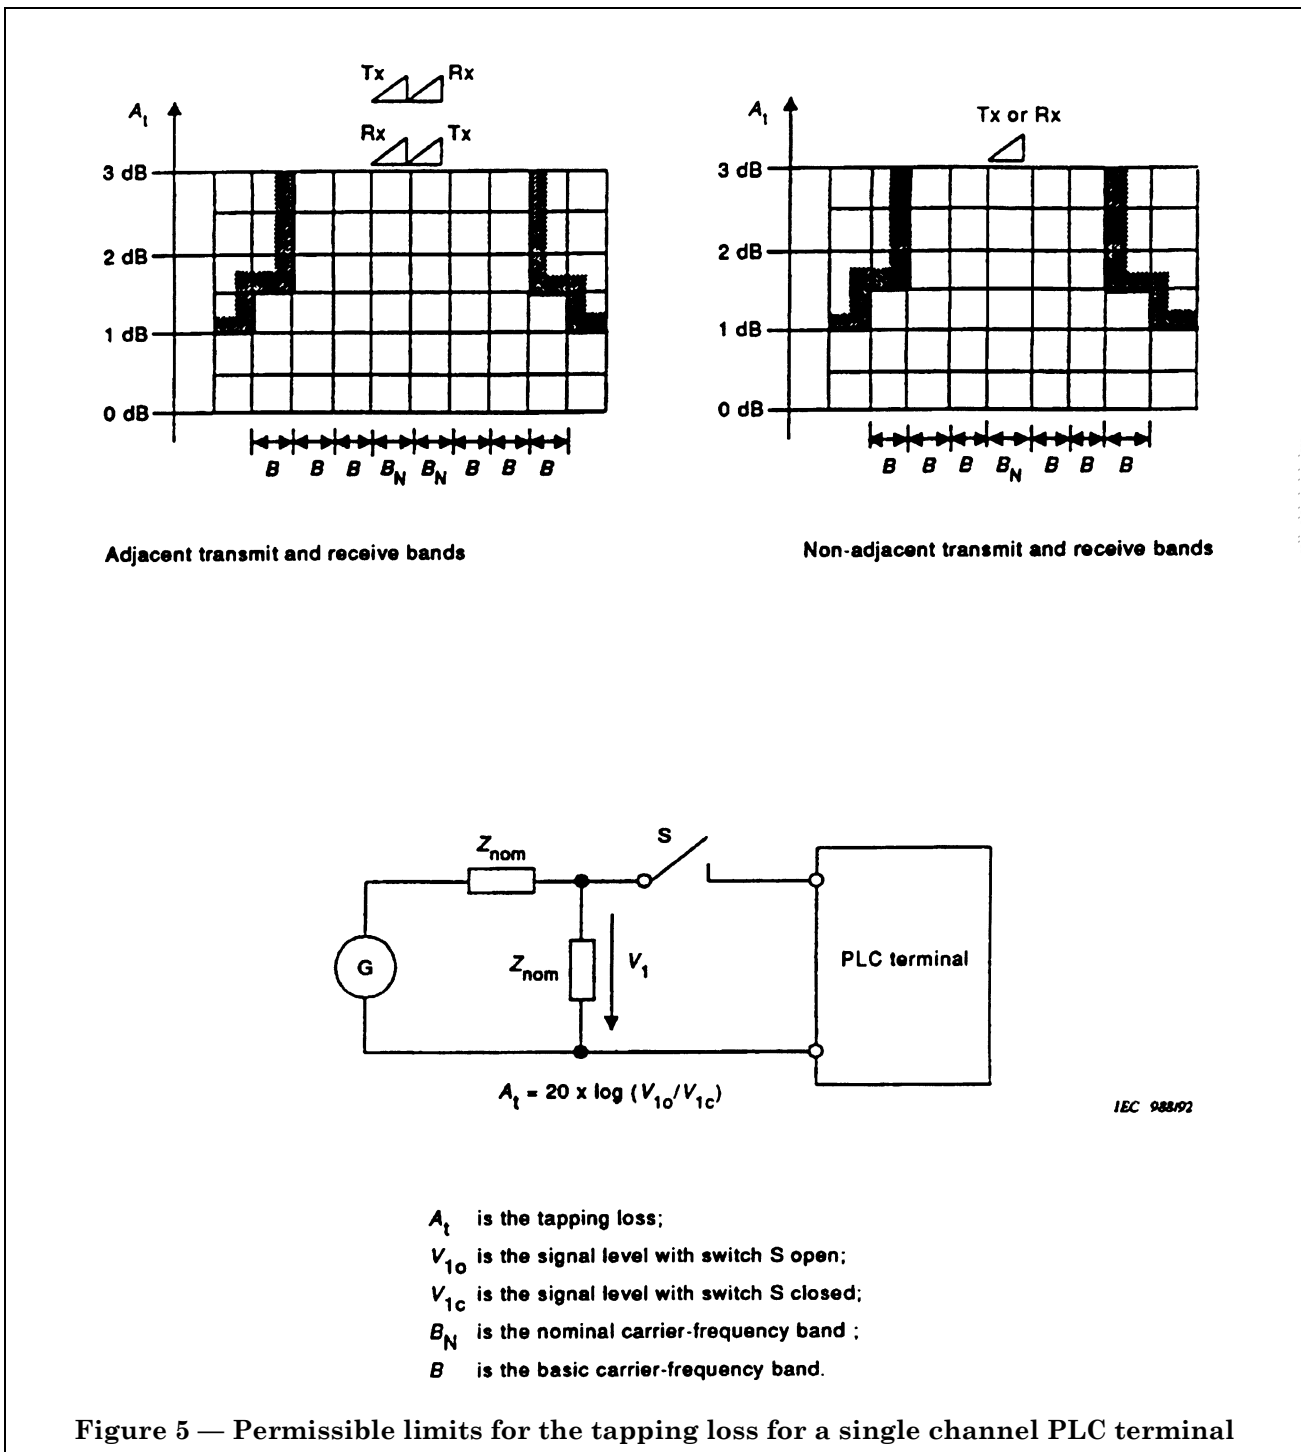 Tx Rx
Rx Tx
A_t
3 dB
2 dB
1 dB
0 dB
B B B B_N B_N B B B
Adjacent transmit and receive bands
Tx or Rx
A_t
3 dB
2 dB
1 dB
0 dB
B B B B_N B B B
Non-adjacent transmit and receive bands
Z_nom
S
G
Z_nom
V_1
PLC terminal
A_t = 20 x log (V_1o/V_1c)
IEC 988/92
A_t is the tapping loss;
V_1o is the signal level with switch S open;
V_1c is the signal level with switch S closed;
B_N is the nominal carrier-frequency band ;
B is the basic carrier-frequency band.
Figure 5 — Permissible limits for the tapping loss for a single channel PLC terminal